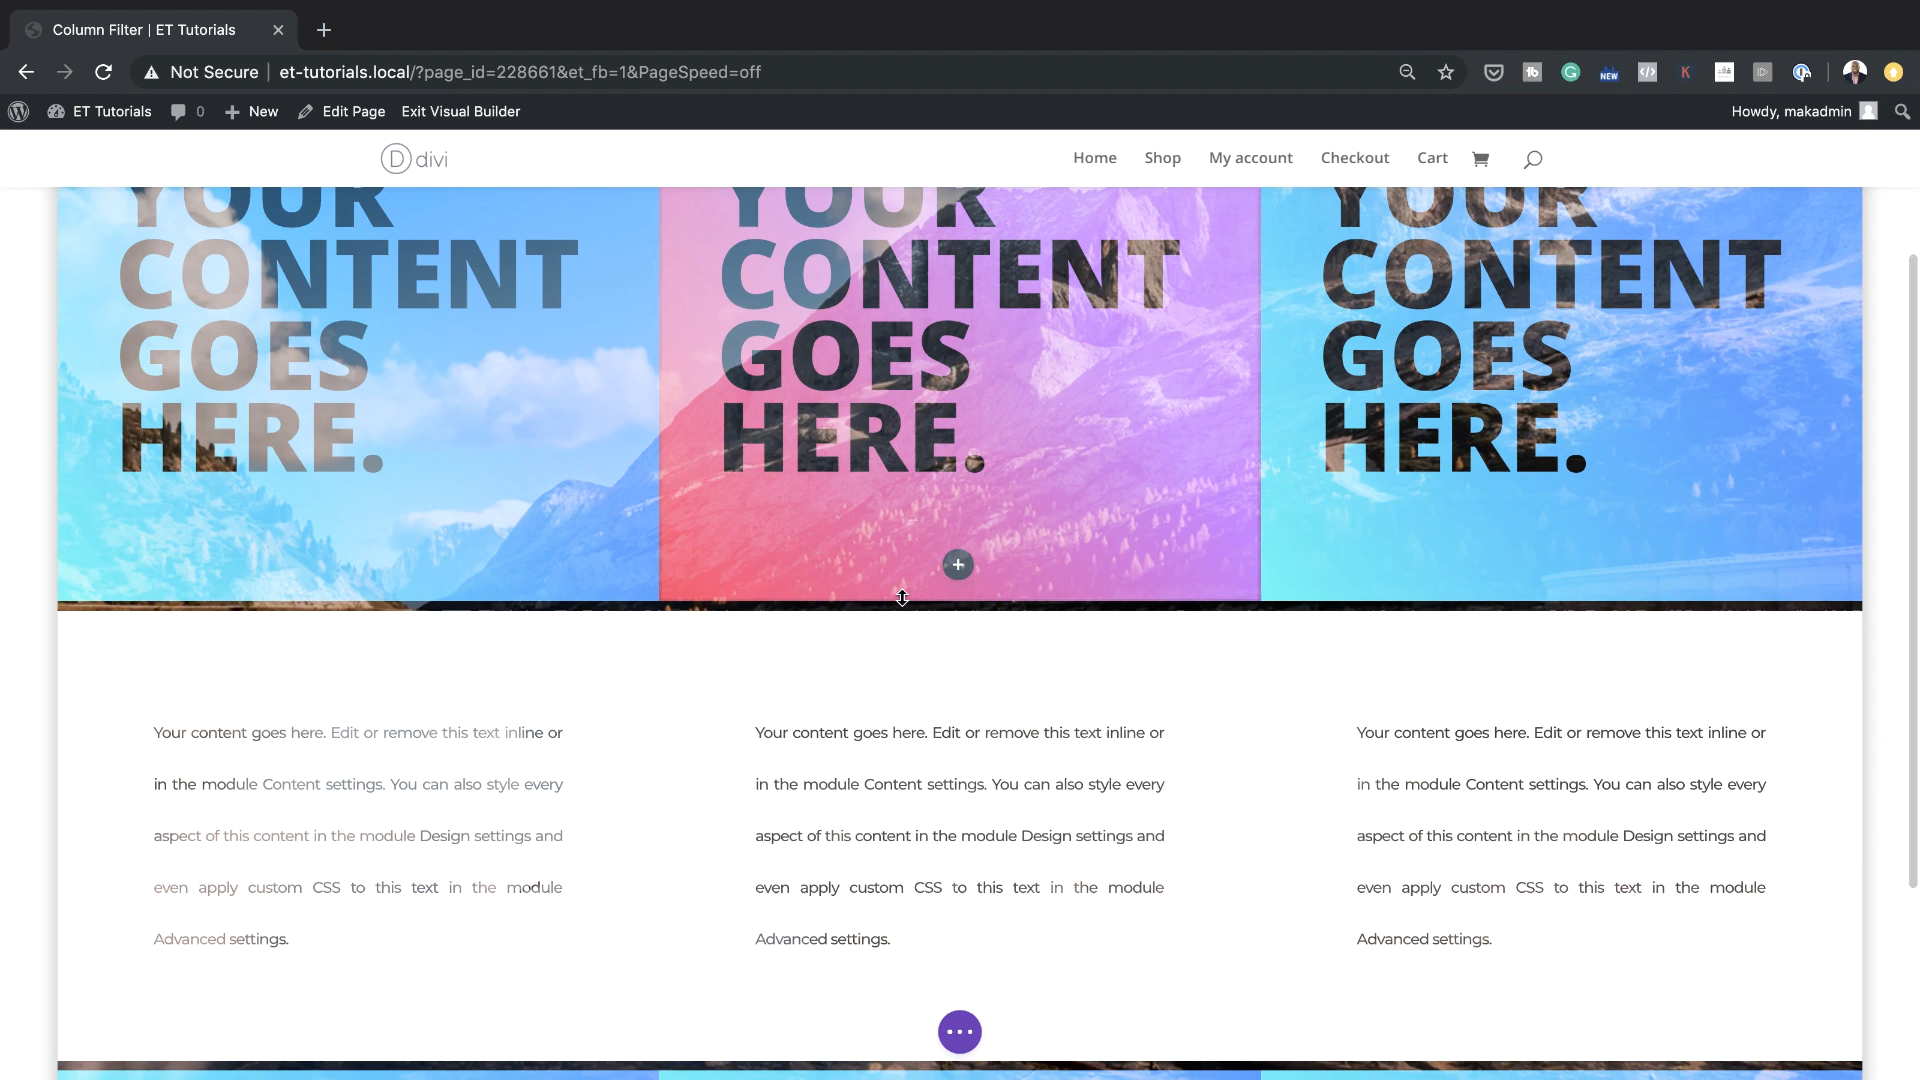 Column Filter | ET Tutorials
Not Secure | et-tutorials.local/?page_id=228661&et_fb=1&PageSpeed=off
NEW
ET Tutorials 0 New Edit Page Exit Visual Builder Howdy, makadmin
D divi Home Shop My account Checkout Cart
YOUR YOUR YOUR
CONTENT CONTENT CONTENT
GOES GOES GOES
HERE. HERE. HERE.
Your content goes here. Edit or remove this text inline or
in the module Content settings. You can also style every
aspect of this content in the module Design settings and
even apply custom CSS to this text in the module
Advanced settings.
Your content goes here. Edit or remove this text inline or
in the module Content settings. You can also style every
aspect of this content in the module Design settings and
even apply custom CSS to this text in the module
Advanced settings.
Your content goes here. Edit or remove this text inline or
in the module Content settings. You can also style every
aspect of this content in the module Design settings and
even apply custom CSS to this text in the module
Advanced settings.